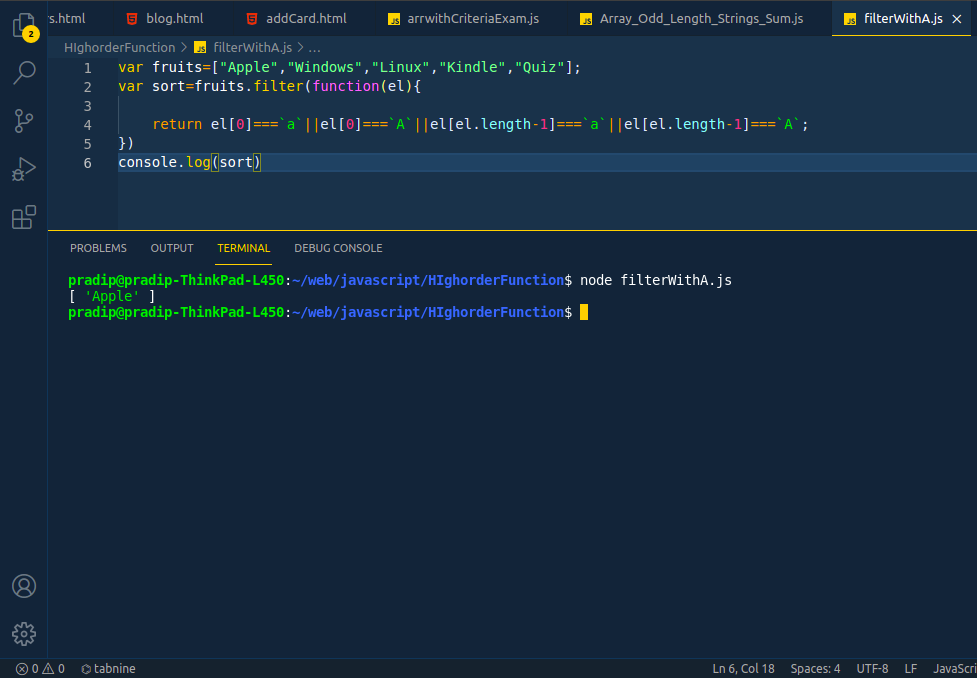 s.html blog.html addCard.html JS arrwithCriteriaExam.js JS Array_Odd_Length_Strings_Sum.js JS filterWithA.js ×
2
HIghorderFunction > JS filterWithA.js > ...
1 var fruits=["Apple","Windows","Linux","Kindle","Quiz"];
2 var sort=fruits.filter(function(el){
3
4 return el[0]===`a`||el[0]===`A`||el[el.length-1]===`a`||el[el.length-1]===`A`;
5 })
6 console.log(sort)
PROBLEMS OUTPUT TERMINAL DEBUG CONSOLE
pradip@pradip-ThinkPad-L450:~/web/javascript/HIghorderFunction$ node filterWithA.js
[ 'Apple' ]
pradip@pradip-ThinkPad-L450:~/web/javascript/HIghorderFunction$
0 0 tabnine Ln 6, Col 18 Spaces: 4 UTF-8 LF JavaScri